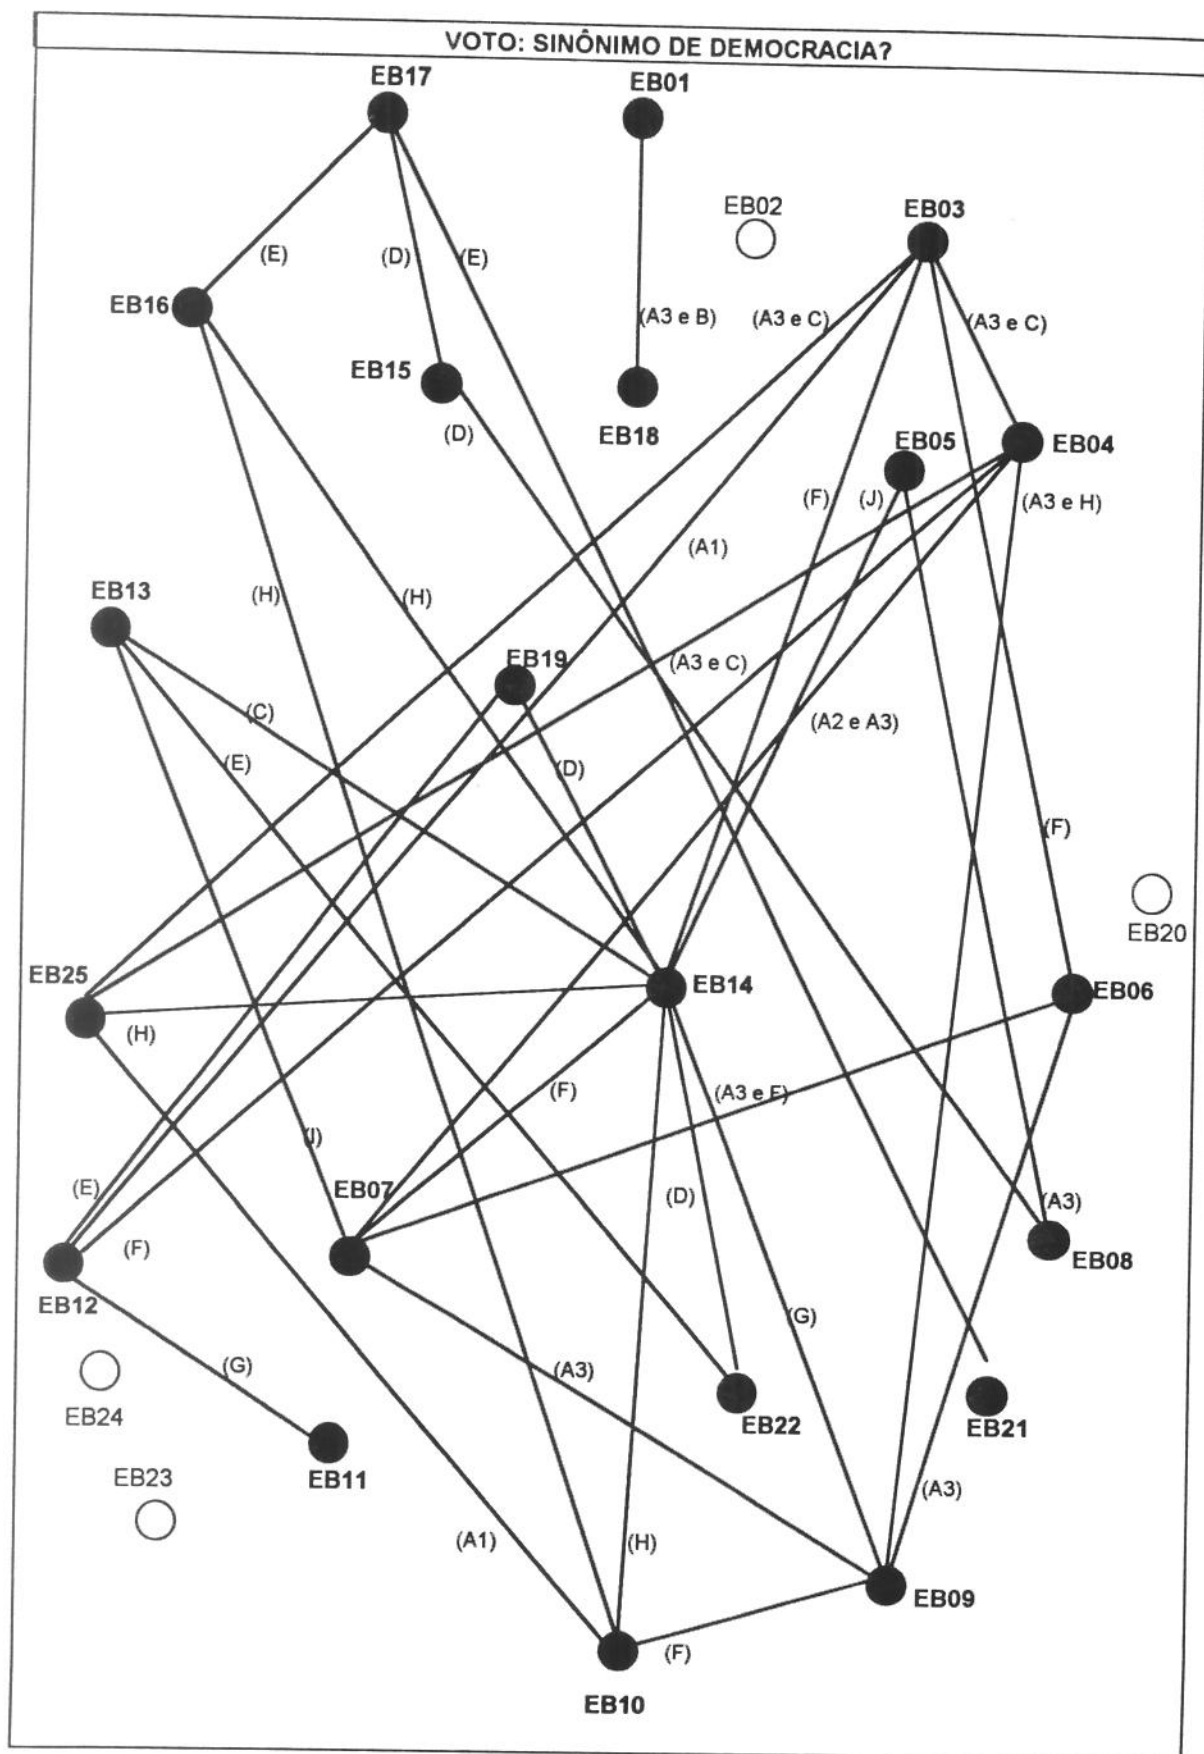 VOTO: SINÔNIMO DE DEMOCRACIA?
EB17
EB01
EB02
EB03
(E)
(D)
(E)
EB16
(A3 e B)
(A3 e C)
(A3 e C)
EB15
(D)
EB18
EB05
EB04
(F)
(J)
(A3 e H)
(A1)
EB13
(H)
(H)
EB19
(A3 e C)
(C)
(A2 e A3)
(E)
(D)
(F)
EB20
EB25
EB14
EB06
(H)
(F)
(A3 e F)
(I)
(E)
EB07
(D)
(A3)
(F)
EB08
EB12
(G)
(G)
(A3)
EB24
EB22
EB21
EB11
EB23
(A3)
(A1)
(H)
EB09
(F)
EB10